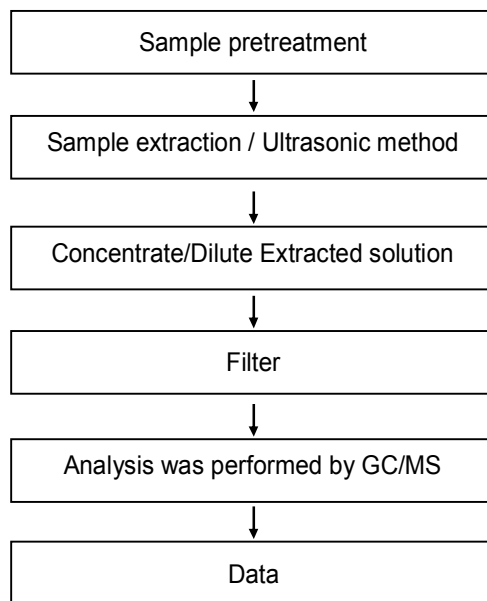 Sample pretreatment
Sample extraction / Ultrasonic method
Concentrate/Dilute Extracted solution
Filter
Analysis was performed by GC/MS
Data